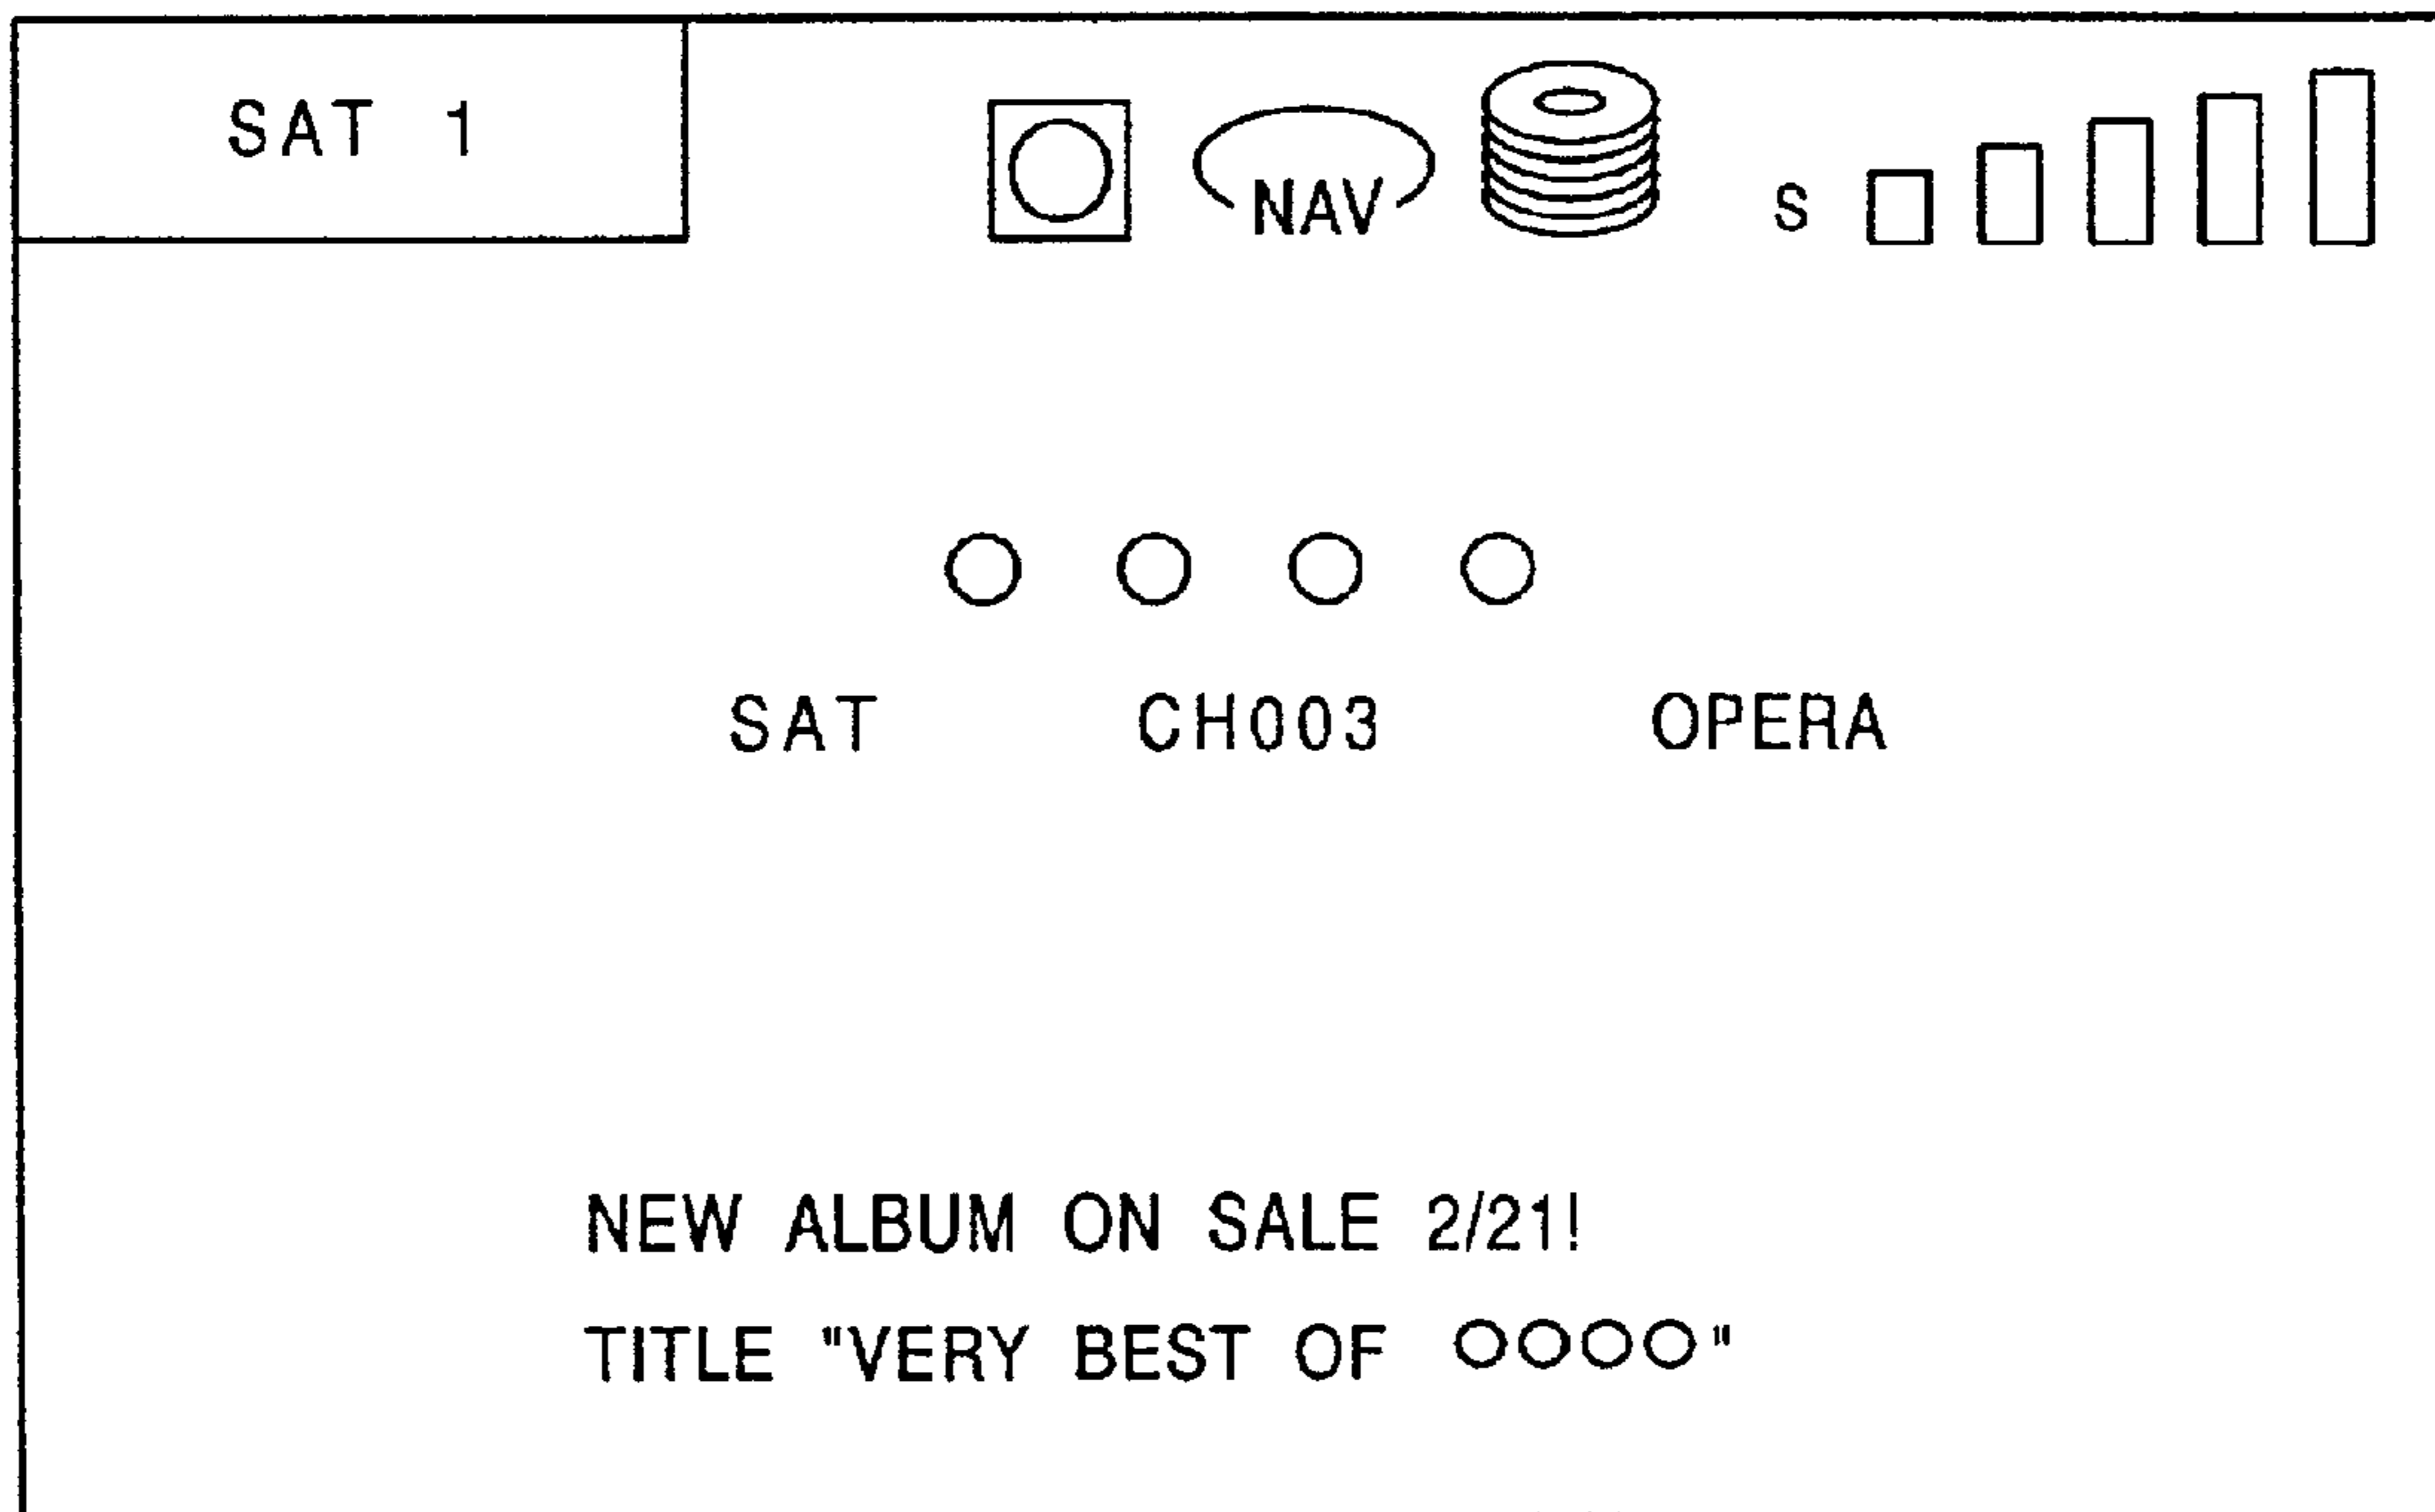 SAT 1
NAV
S
○ ○ ○ ○
SAT CH003 OPERA
NEW ALBUM ON SALE 2/21!
TITLE "VERY BEST OF ○○○○"